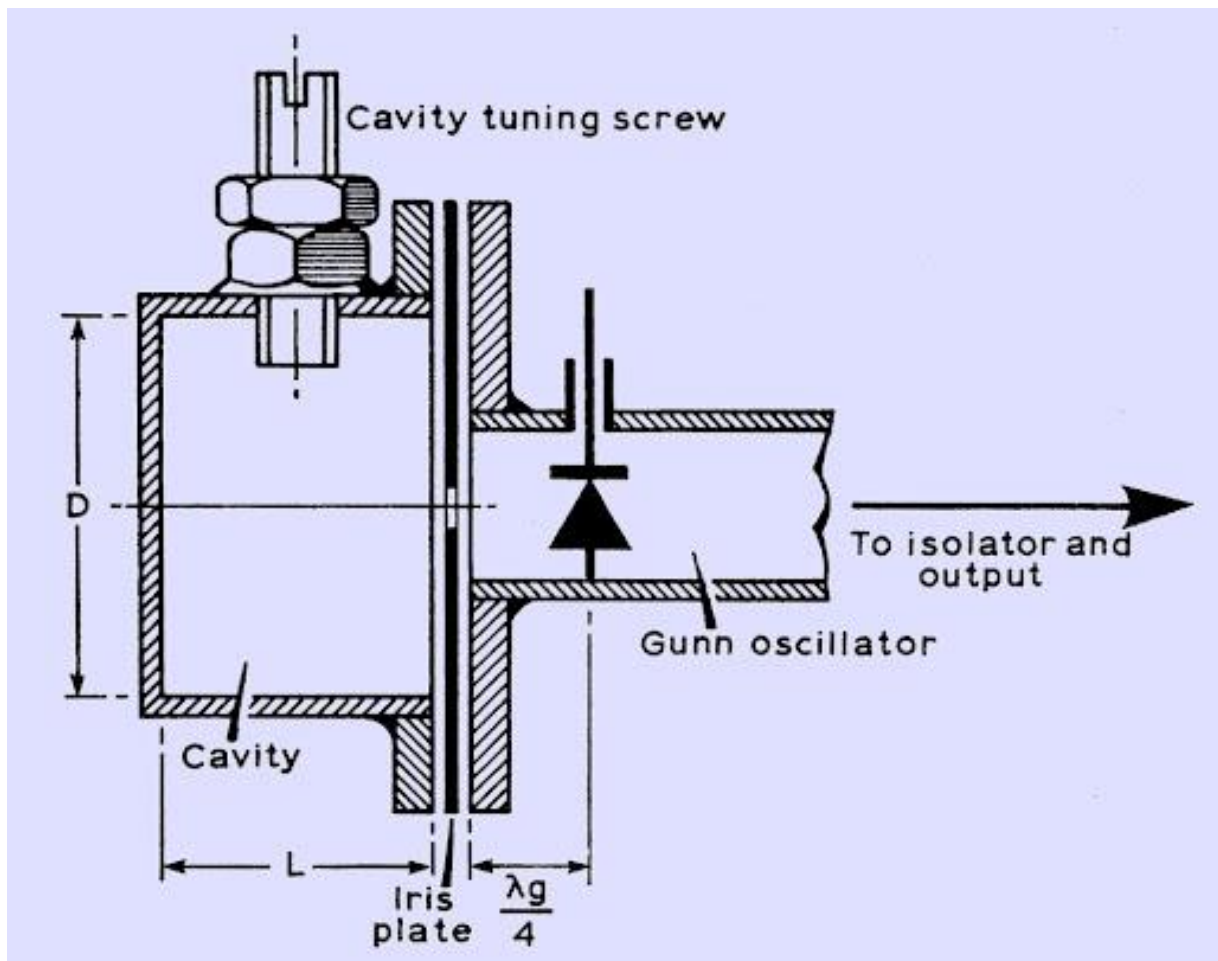 Cavity tuning screw
D
To isolator and
output
Gunn oscillator
Cavity
L
Iris
plate
λg
4